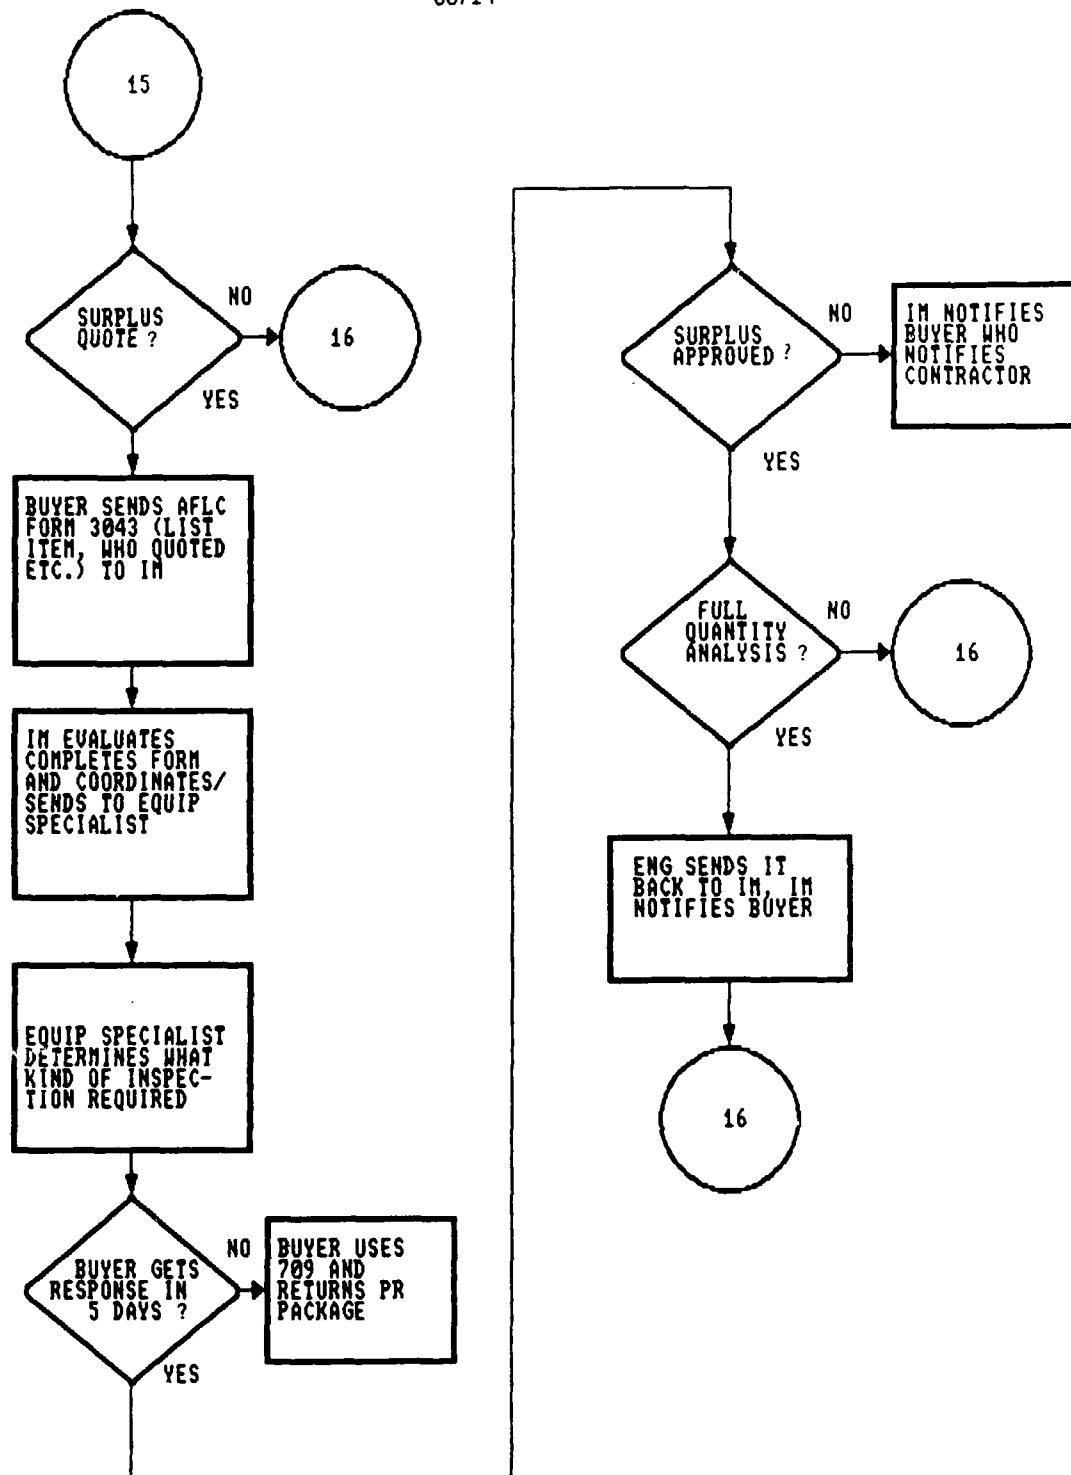 15
SURPLUS
QUOTE ?
NO
16
YES
BUYER SENDS AFLC
FORM 3043 (LIST
ITEM, WHO QUOTED
ETC.) TO IM
IM EVALUATES
COMPLETES FORM
AND COORDINATES/
SENDS TO EQUIP
SPECIALIST
EQUIP SPECIALIST
DETERMINES WHAT
KIND OF INSPEC-
TION REQUIRED
BUYER GETS
RESPONSE IN
5 DAYS ?
NO
BUYER USES
709 AND
RETURNS PR
PACKAGE
YES
SURPLUS
APPROVED ?
NO
IM NOTIFIES
BUYER WHO
NOTIFIES
CONTRACTOR
YES
FULL
QUANTITY
ANALYSIS ?
NO
16
YES
ENG SENDS IT
BACK TO IM, IM
NOTIFIES BUYER
16